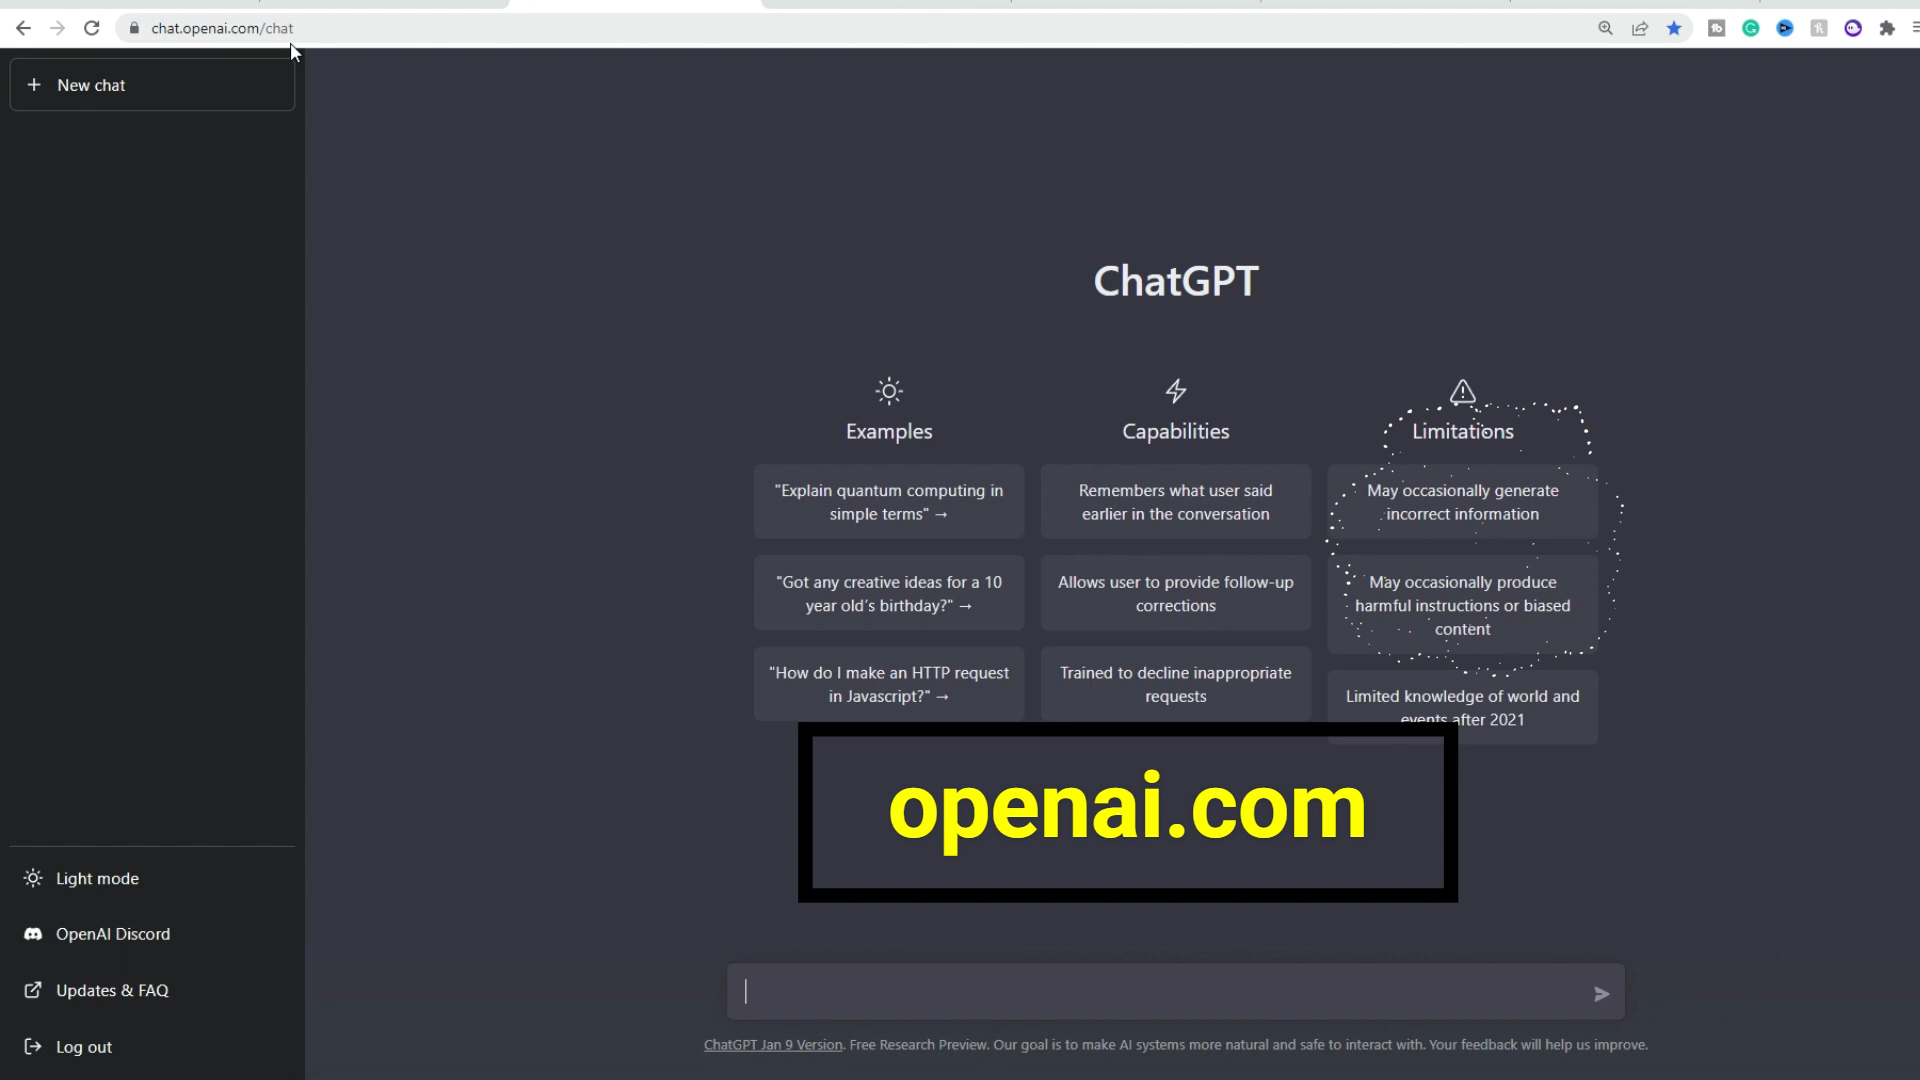 chat.openai.com/chat
New chat
ChatGPT
Examples
Capabilities
Limitations
"Explain quantum computing in
simple terms" →
Remembers what user said
earlier in the conversation
May occasionally generate
incorrect information
"Got any creative ideas for a 10
year old's birthday?" →
Allows user to provide follow-up
corrections
May occasionally produce
harmful instructions or biased
content
"How do I make an HTTP request
in Javascript?" →
Trained to decline inappropriate
requests
Limited knowledge of world and
events after 2021
openai.com
Light mode
OpenAI Discord
Updates & FAQ
Log out
ChatGPT Jan 9 Version. Free Research Preview. Our goal is to make AI systems more natural and safe to interact with. Your feedback will help us improve.